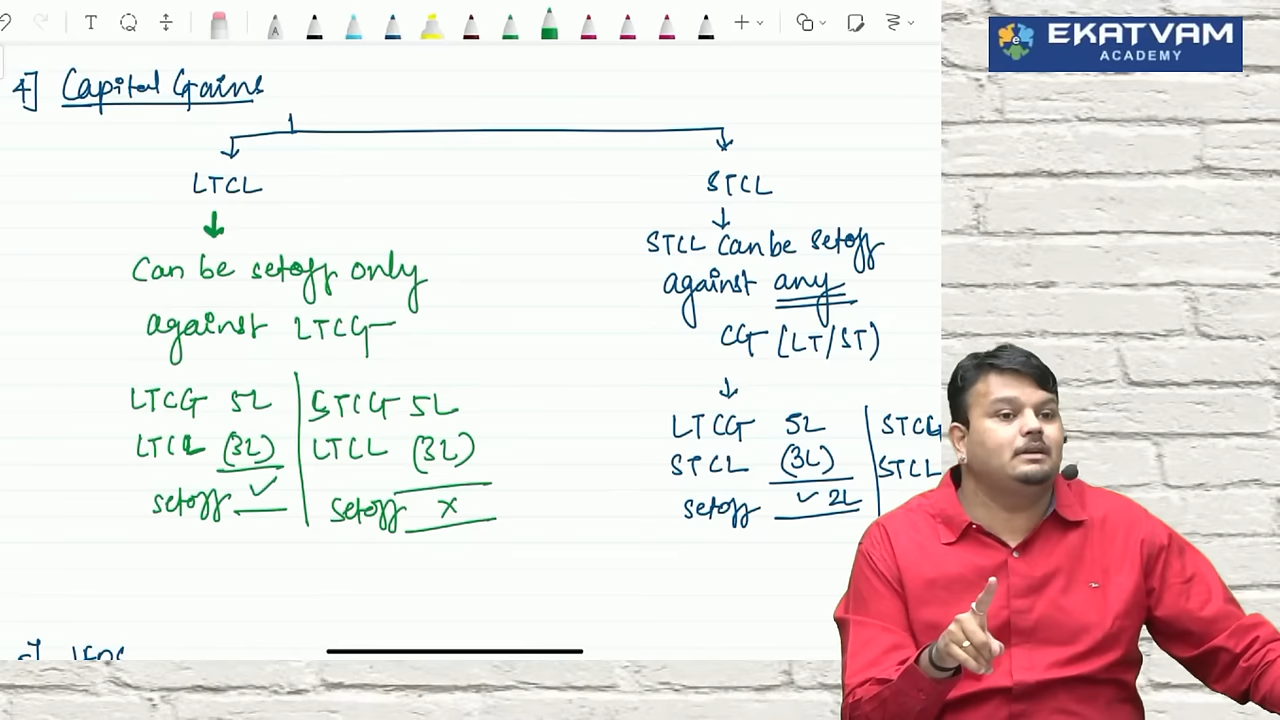 T
A
EKATVAM
ACADEMY
4] Capital Gains
LTCL
STCL
Can be setoff only
against LTCG
STCL can be setoff
against any
CG (LT/ST)
LTCG 5L
LTCL (3L)
setoff ✓
STCG 5L
LTCL (3L)
setoff x
LTCG 5L
STCL (3L)
setoff ✓ 2L
STCG
STCL